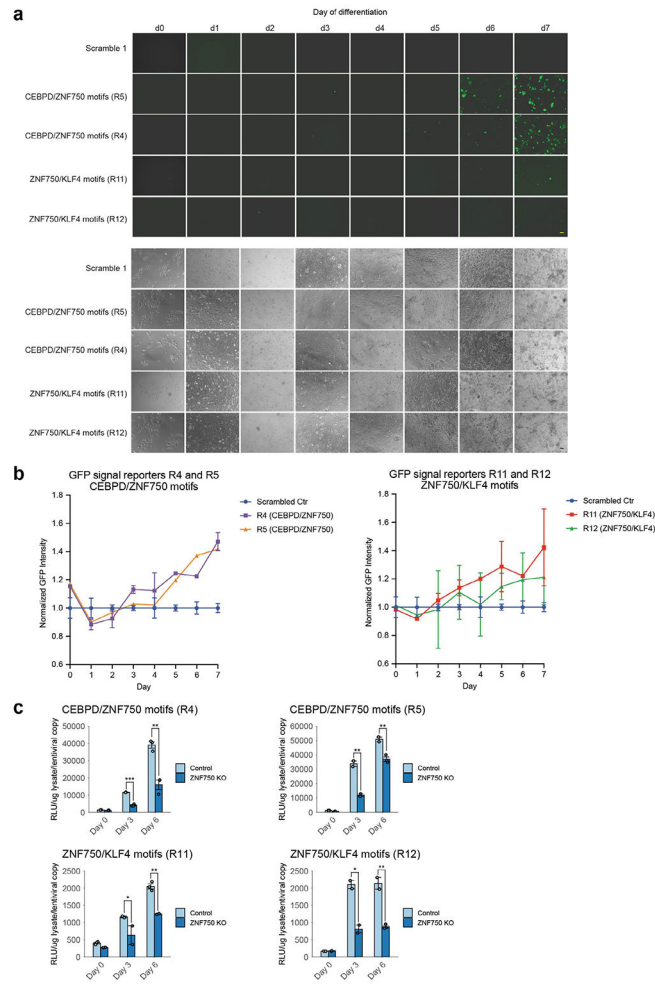 a
Day of differentiation
d0 d1 d2 d3 d4 d5 d6 d7
Scramble 1
CEBPD/ZNF750 motifs (R5)
CEBPD/ZNF750 motifs (R4)
ZNF750/KLF4 motifs (R11)
ZNF750/KLF4 motifs (R12)
Scramble 1
CEBPD/ZNF750 motifs (R5)
CEBPD/ZNF750 motifs (R4)
ZNF750/KLF4 motifs (R11)
ZNF750/KLF4 motifs (R12)
b
GFP signal reporters R4 and R5
CEBPD/ZNF750 motifs
Normalized GFP Intensity
1.8
1.6
1.4
1.2
1.0
0.8
0.6
0 1 2 3 4 5 6 7
Day
Scrambled Ctr
R4 (CEBPD/ZNF750)
R5 (CEBPD/ZNF750)
GFP signal reporters R11 and R12
ZNF750/KLF4 motifs
Normalized GFP Intensity
1.8
1.6
1.4
1.2
1.0
0.8
0.6
0 1 2 3 4 5 6 7
Day
Scrambled Ctr
R11 (ZNF750/KLF4)
R12 (ZNF750/KLF4)
c
CEBPD/ZNF750 motifs (R4)
RLU/ug lysate/lentiviral copy
50000
40000
30000
20000
10000
0
***
**
Day 0 Day 3 Day 6
Control
ZNF750 KO
CEBPD/ZNF750 motifs (R5)
RLU/ug lysate/lentiviral copy
60000
50000
40000
30000
20000
10000
0
**
**
Day 0 Day 3 Day 6
Control
ZNF750 KO
ZNF750/KLF4 motifs (R11)
RLU/ug lysate/lentiviral copy
2500
2000
1500
1000
500
0
*
**
Day 0 Day 3 Day 6
Control
ZNF750 KO
ZNF750/KLF4 motifs (R12)
RLU/ug lysate/lentiviral copy
2500
2000
1500
1000
500
0
*
**
Day 0 Day 3 Day 6
Control
ZNF750 KO